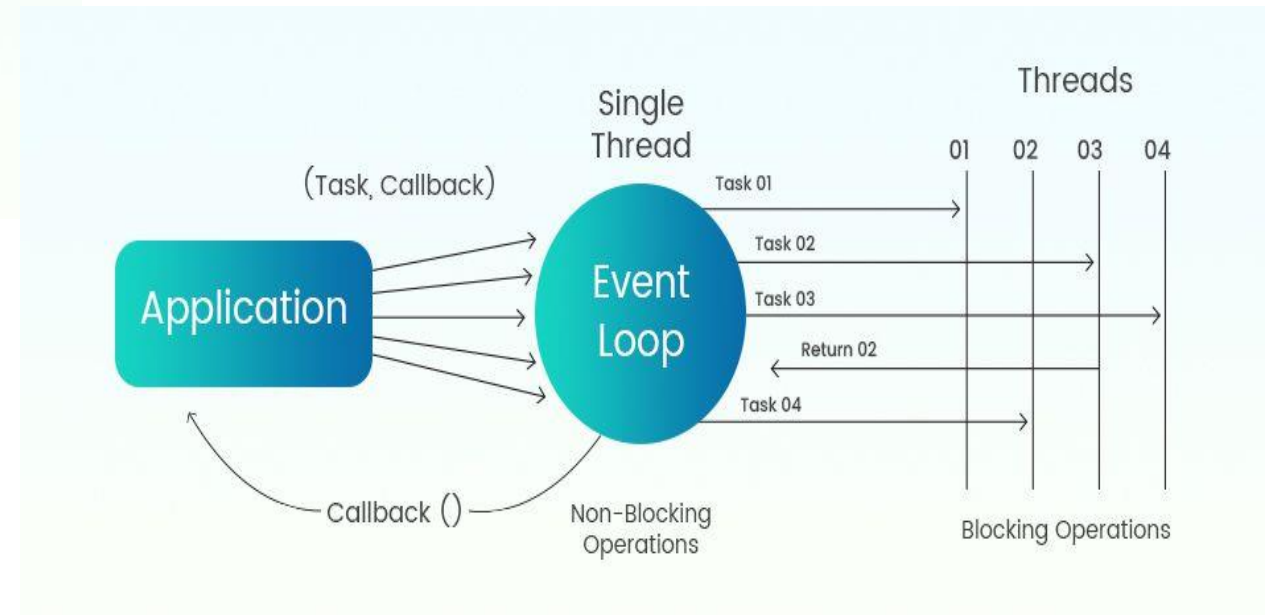 Threads
Single
Thread
01 02 03 04
(Task, Callback)
Task 01
Application
Event
Loop
Task 02
Task 03
Return 02
Task 04
Callback ()
Non-Blocking
Operations
Blocking Operations